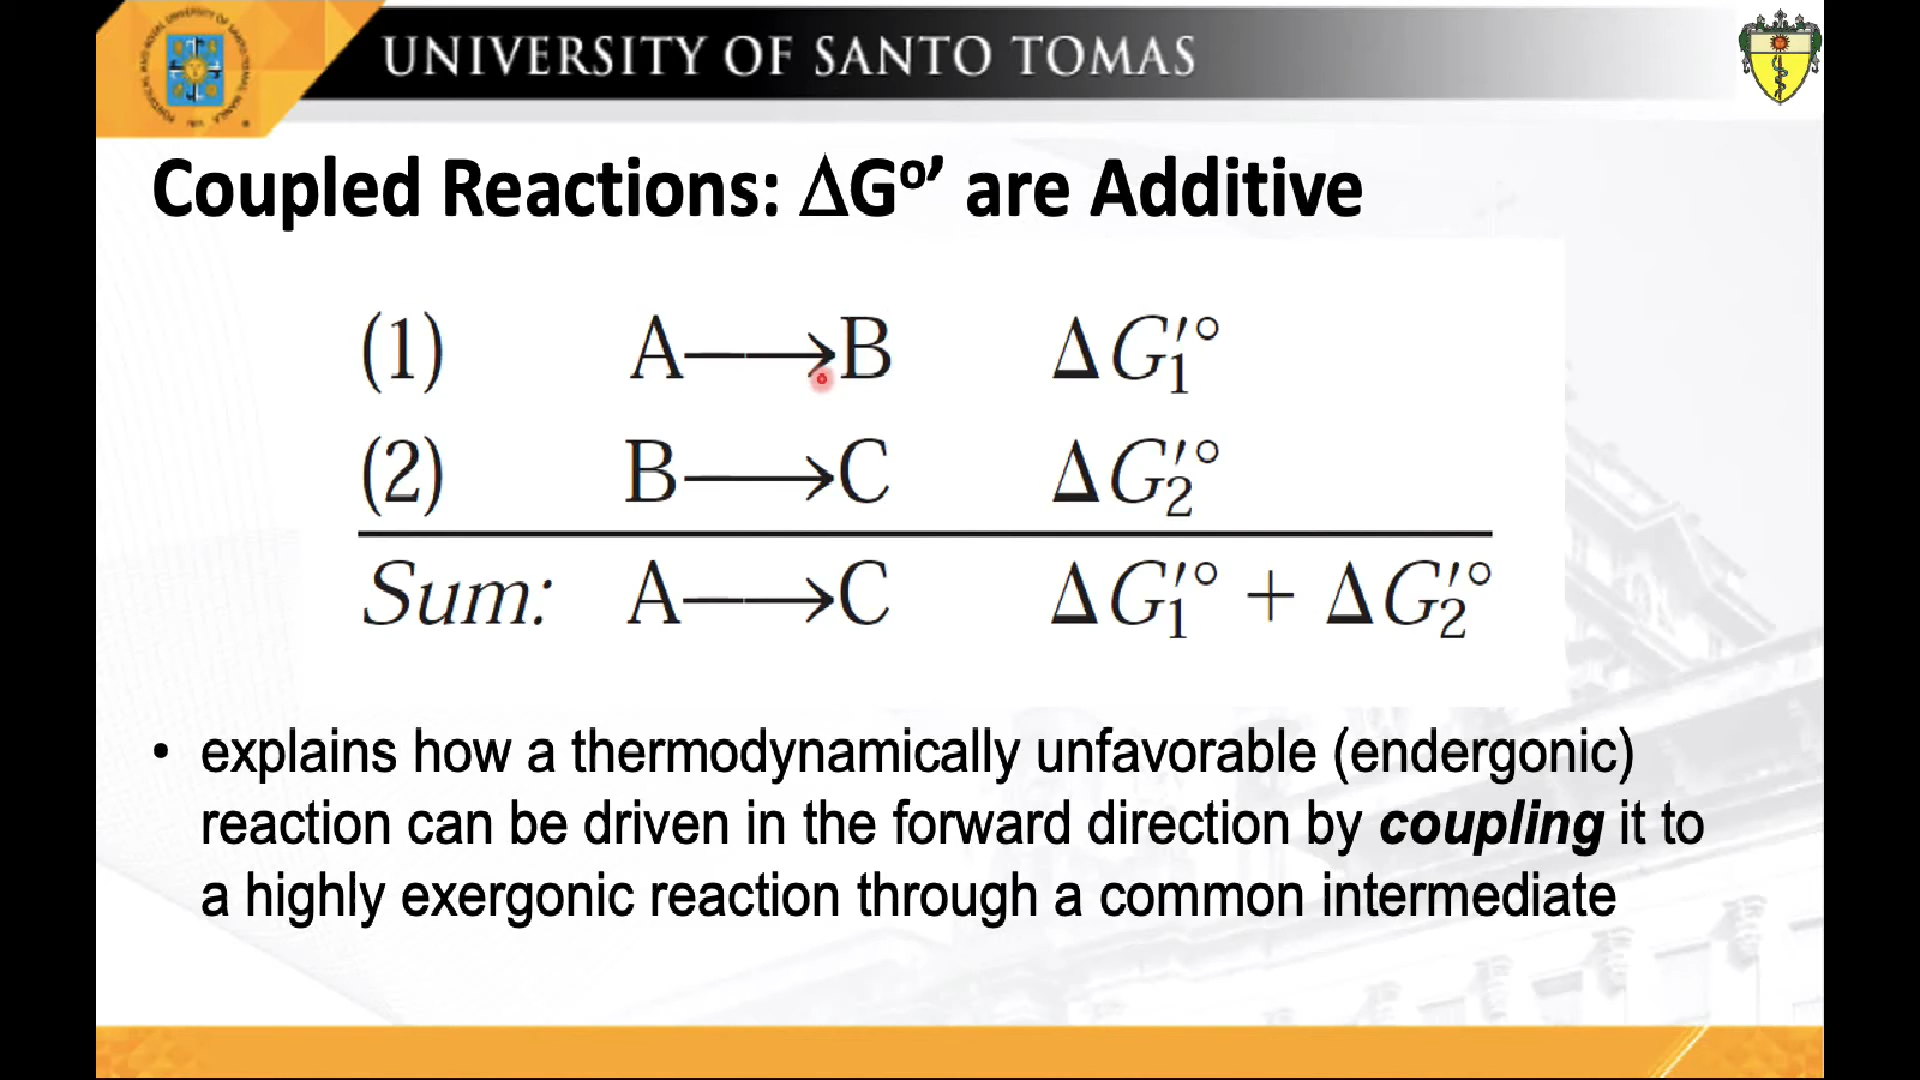 UNIVERSITY OF SANTO TOMAS
Coupled Reactions: ΔGº’ are Additive
(1) A⟶B ΔG′°₁
(2) B⟶C ΔG′°₂
Sum: A⟶C ΔG′°₁ + ΔG′°₂
• explains how a thermodynamically unfavorable (endergonic)
reaction can be driven in the forward direction by coupling it to
a highly exergonic reaction through a common intermediate